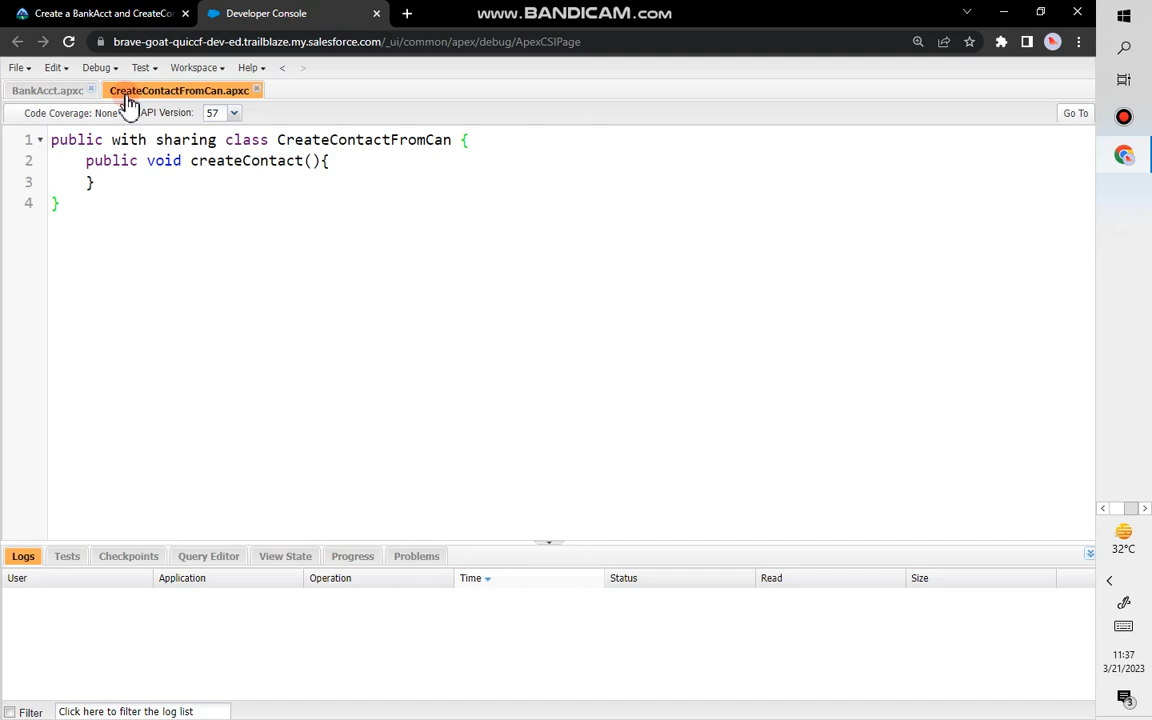 Create a BankAcct and CreateCo
Developer Console
www.BANDICAM.com
brave-goat-quiccf-dev-ed.trailblaze.my.salesforce.com/_ui/common/apex/debug/ApexCSIPage
File Edit Debug Test Workspace Help < >
BankAcct.apxc CreateContactFromCan.apxc
Code Coverage: None API Version: 57 Go To
1 public with sharing class CreateContactFromCan {
2 public void createContact(){
3 }
4 }
Logs Tests Checkpoints Query Editor View State Progress Problems
User Application Operation Time Status Read Size
Filter Click here to filter the log list
32°C
11:37
3/21/2023
3